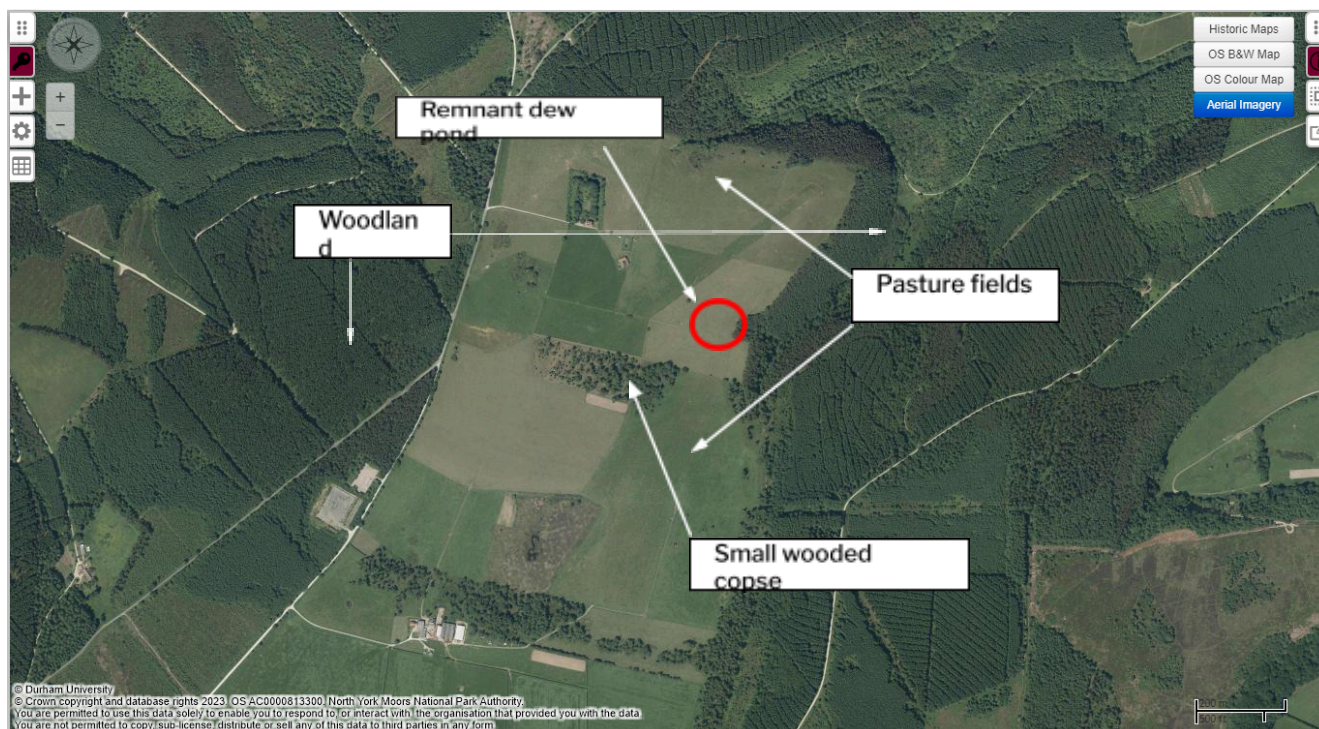 Historic Maps
OS B&W Map
OS Colour Map
Aerial Imagery
Remnant dew
pond
Woodlan
d
Pasture fields
Small wooded
copse
© Durham University
© Crown copyright and database rights 2023, OS AC0000813300, North York Moors National Park Authority.
You are permitted to use this data solely to enable you to respond to, or interact with, the organisation that provided you with the data.
You are not permitted to copy, sub-license, distribute or sell any of this data to third parties in any form.
200 m
500 ft